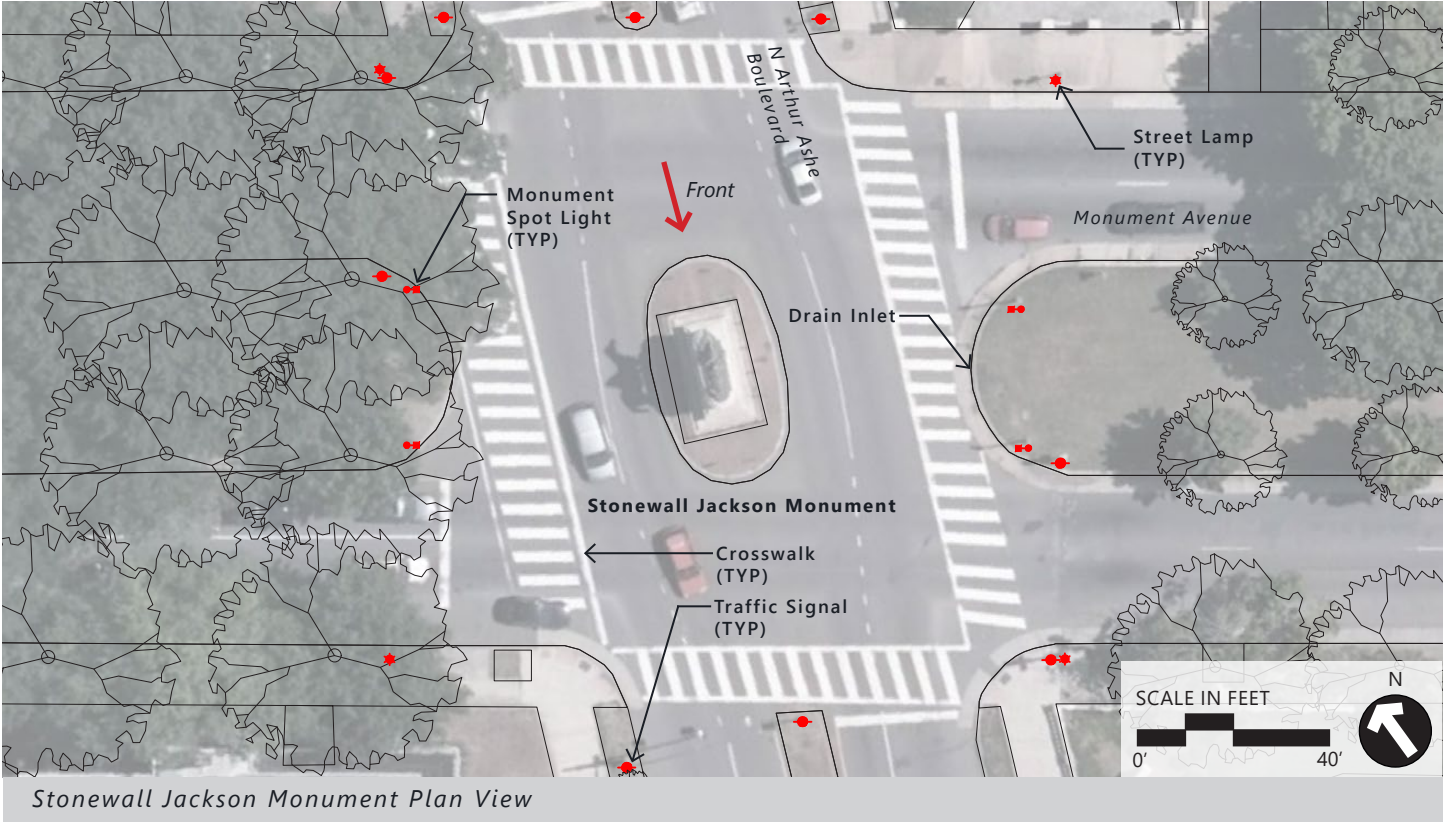 N Arthur Ashe
Boulevard
Street Lamp
(TYP)
Monument
Spot Light
(TYP)
Front
Monument Avenue
Drain Inlet
Stonewall Jackson Monument
Crosswalk
(TYP)
Traffic Signal
(TYP)
SCALE IN FEET
0' 40'
N
Stonewall Jackson Monument Plan View